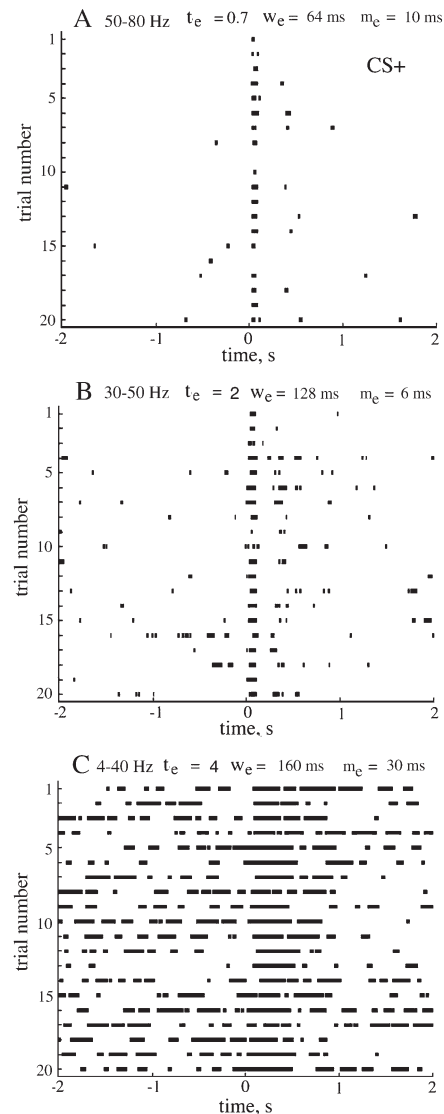 A 50-80 Hz t_e = 0.7 w_e = 64 ms m_e = 10 ms
CS+
trial number
1
5
10
15
20
-2 -1 0 1 2
time, s
B 30-50 Hz t_e = 2 w_e = 128 ms m_e = 6 ms
trial number
1
5
10
15
20
-2 -1 0 1 2
time, s
C 4-40 Hz t_e = 4 w_e = 160 ms m_e = 30 ms
trial number
1
5
10
15
20
-2 -1 0 1 2
time, s